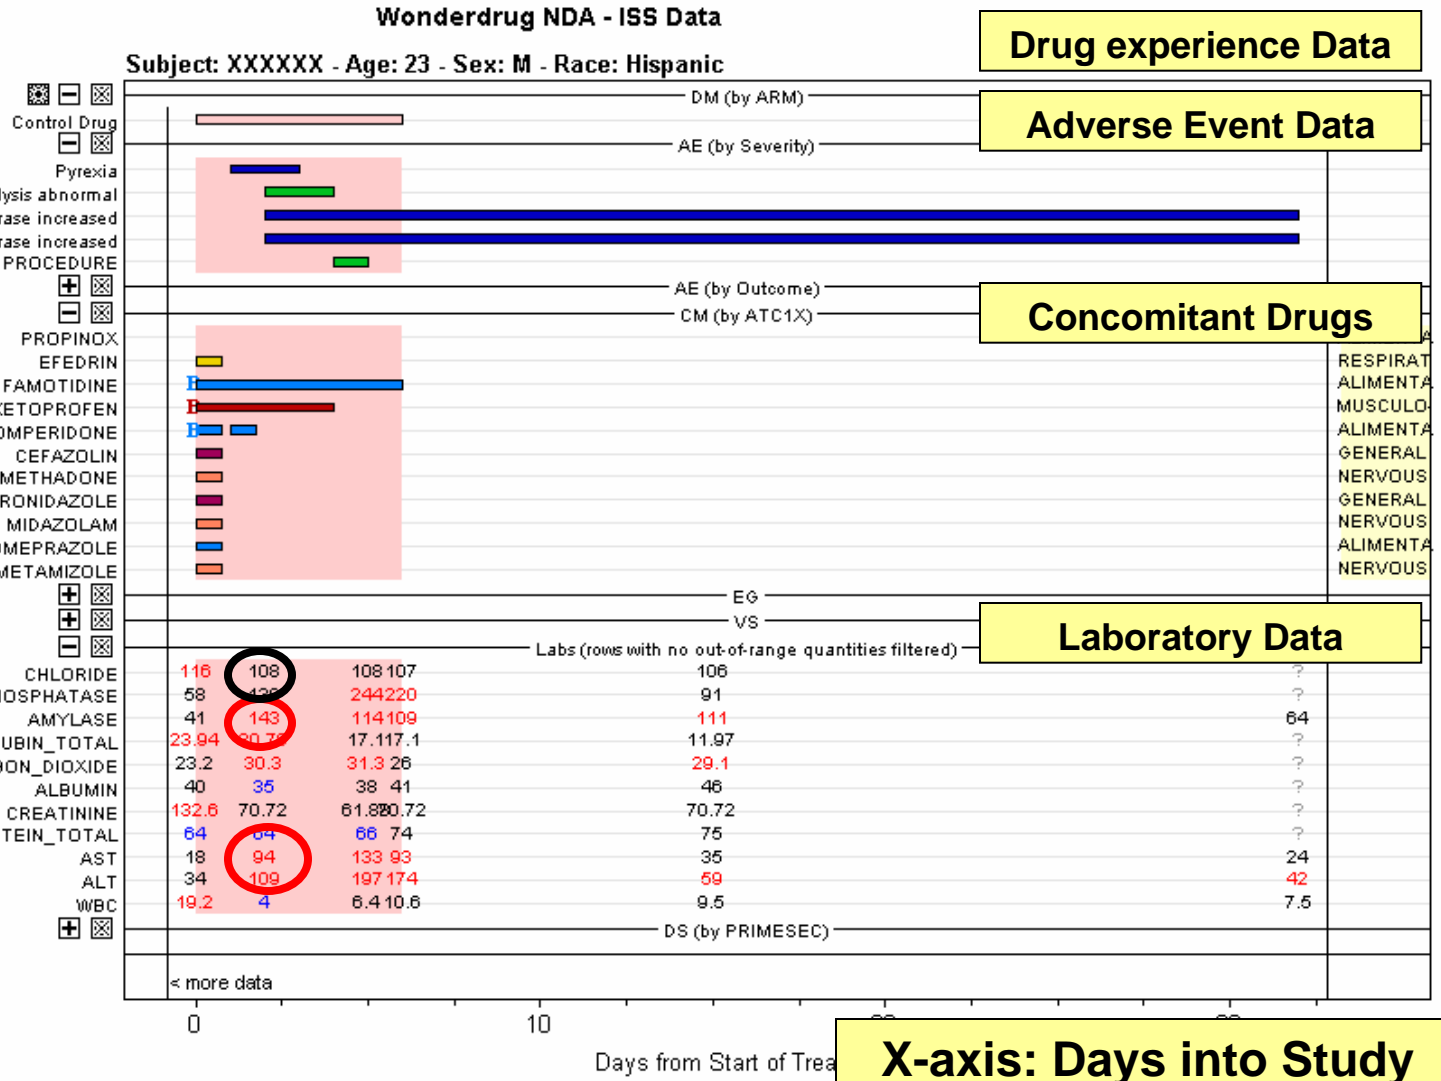 Wonderdrug NDA - ISS Data
Drug experience Data
Subject: XXXXXX - Age: 23 - Sex: M - Race: Hispanic
DM (by ARM)
Adverse Event Data
Control Drug
AE (by Severity)
Pyrexia
lysis abnormal
rase increased
rase increased
PROCEDURE
AE (by Outcome)
Concomitant Drugs
CM (by ATC1X)
PROPINOX
EFEDRIN RESPIRAT
FAMOTIDINE B ALIMENTA
KETOPROFEN B MUSCULO-
OMPERIDONE B ALIMENTA
CEFAZOLIN GENERAL
METHADONE NERVOUS
RONIDAZOLE GENERAL
MIDAZOLAM NERVOUS
OMEPRAZOLE ALIMENTA
METAMIZOLE NERVOUS
EG
VS
Laboratory Data
Labs (rows with no out-of-range quantities filtered)
CHLORIDE 116 108 108 107 106 ?
HOSPHATASE 58 244 220 91 ?
AMYLASE 41 143 114 109 111 64
UBIN_TOTAL 23.94 17.1 17.1 11.97 ?
BON_DIOXIDE 23.2 30.3 31.3 26 29.1 ?
ALBUMIN 40 35 38 41 46 ?
CREATININE 132.6 70.72 70.72 ?
TEIN_TOTAL 64 64 66 74 75 ?
AST 18 94 133 93 35 24
ALT 34 109 197 174 59 42
WBC 19.2 4 6.4 10.6 9.5 7.5
DS (by PRIMESEC)
< more data
0 10
Days from Start of Trea
X-axis: Days into Study